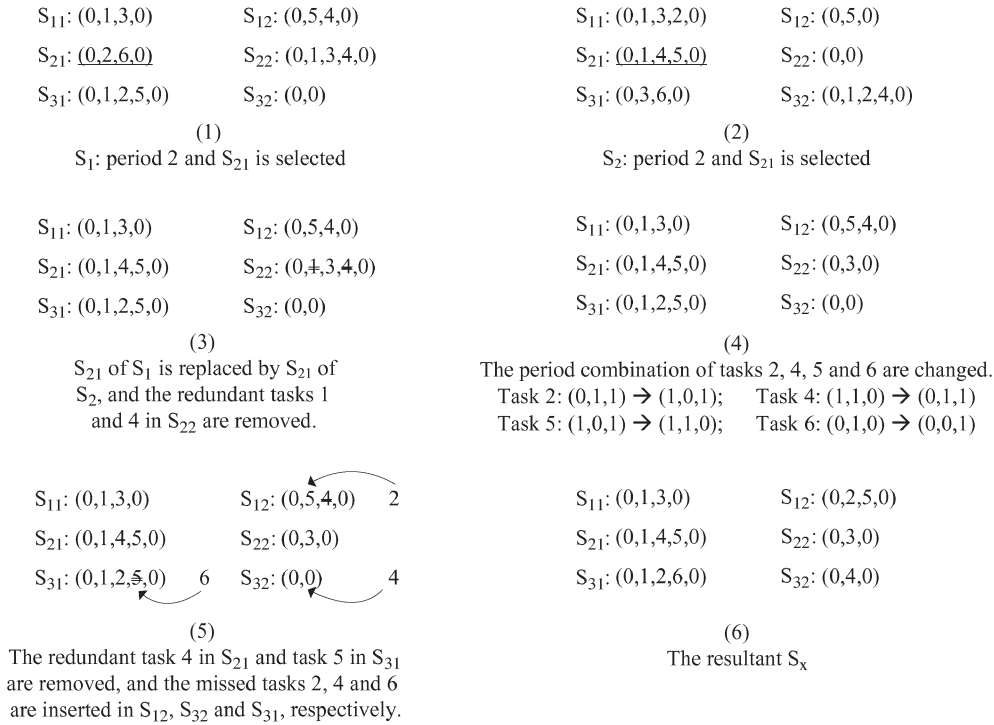 S11: (0,1,3,0) S12: (0,5,4,0)
S21: (0,2,6,0) S22: (0,1,3,4,0)
S31: (0,1,2,5,0) S32: (0,0)
(1)
S1: period 2 and S21 is selected
S11: (0,1,3,2,0) S12: (0,5,0)
S21: (0,1,4,5,0) S22: (0,0)
S31: (0,3,6,0) S32: (0,1,2,4,0)
(2)
S2: period 2 and S21 is selected
S11: (0,1,3,0) S12: (0,5,4,0)
S21: (0,1,4,5,0) S22: (0,1,3,4,0)
S31: (0,1,2,5,0) S32: (0,0)
(3)
S21 of S1 is replaced by S21 of
S2, and the redundant tasks 1
and 4 in S22 are removed.
S11: (0,1,3,0) S12: (0,5,4,0)
S21: (0,1,4,5,0) S22: (0,3,0)
S31: (0,1,2,5,0) S32: (0,0)
(4)
The period combination of tasks 2, 4, 5 and 6 are changed.
Task 2: (0,1,1) → (1,0,1); Task 4: (1,1,0) → (0,1,1)
Task 5: (1,0,1) → (1,1,0); Task 6: (0,1,0) → (0,0,1)
S11: (0,1,3,0) S12: (0,5,4,0) 2
S21: (0,1,4,5,0) S22: (0,3,0)
S31: (0,1,2,5,0) 6 S32: (0,0) 4
(5)
The redundant task 4 in S21 and task 5 in S31
are removed, and the missed tasks 2, 4 and 6
are inserted in S12, S32 and S31, respectively.
S11: (0,1,3,0) S12: (0,2,5,0)
S21: (0,1,4,5,0) S22: (0,3,0)
S31: (0,1,2,6,0) S32: (0,4,0)
(6)
The resultant Sx